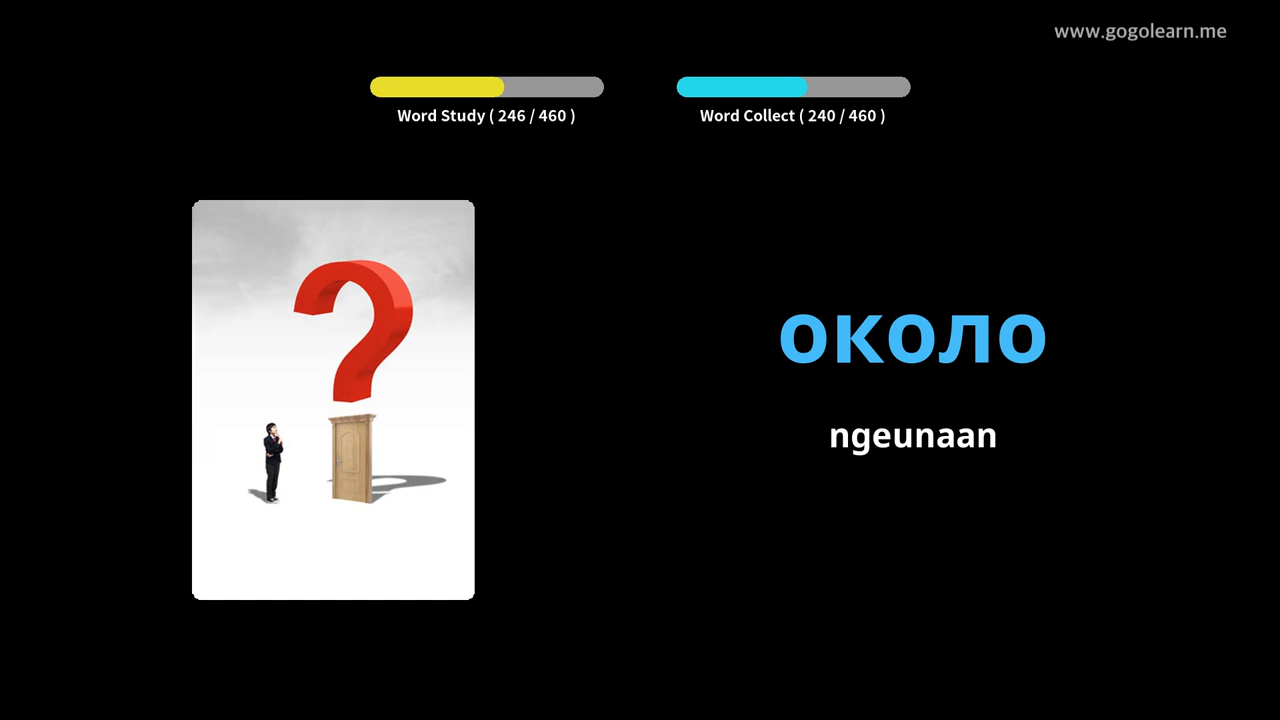 www.gogolearn.me
Word Study ( 246 / 460 )
Word Collect ( 240 / 460 )
около
ngeunaan